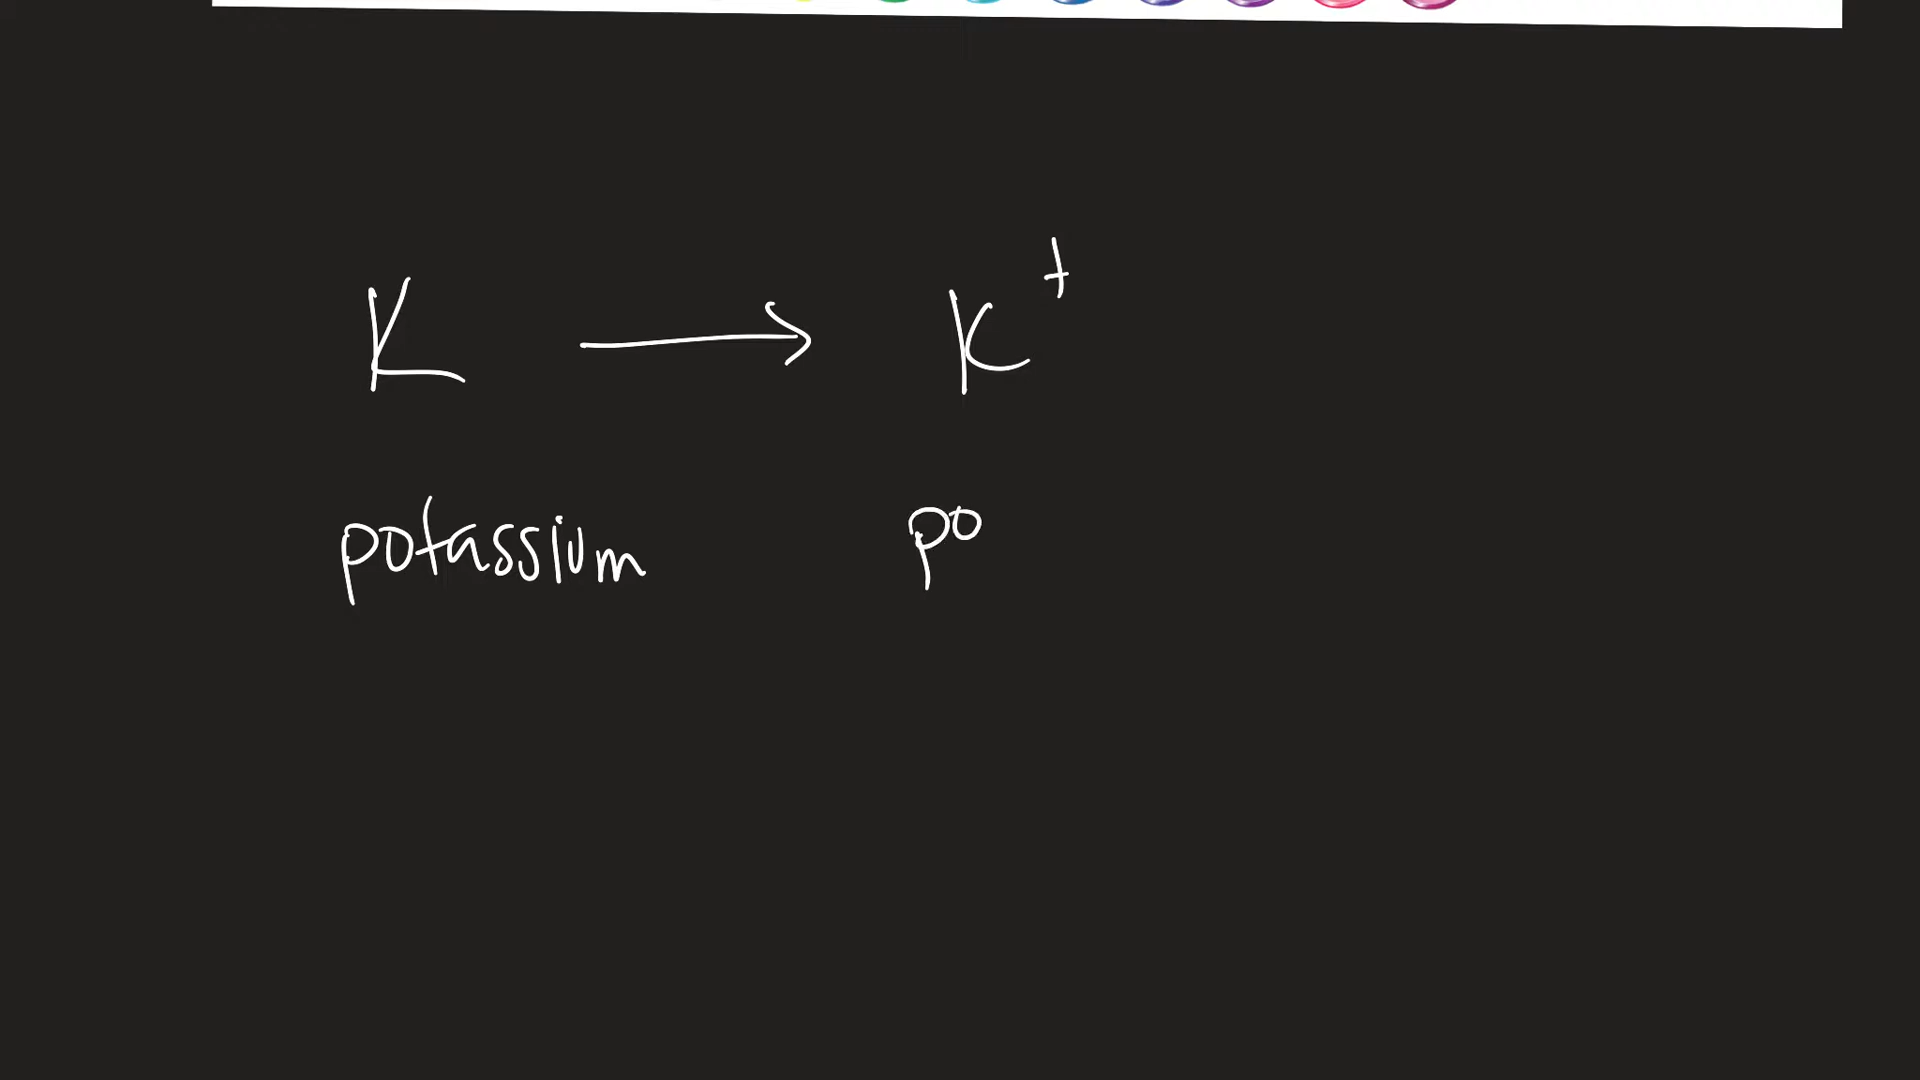 K → K⁺
potassium po